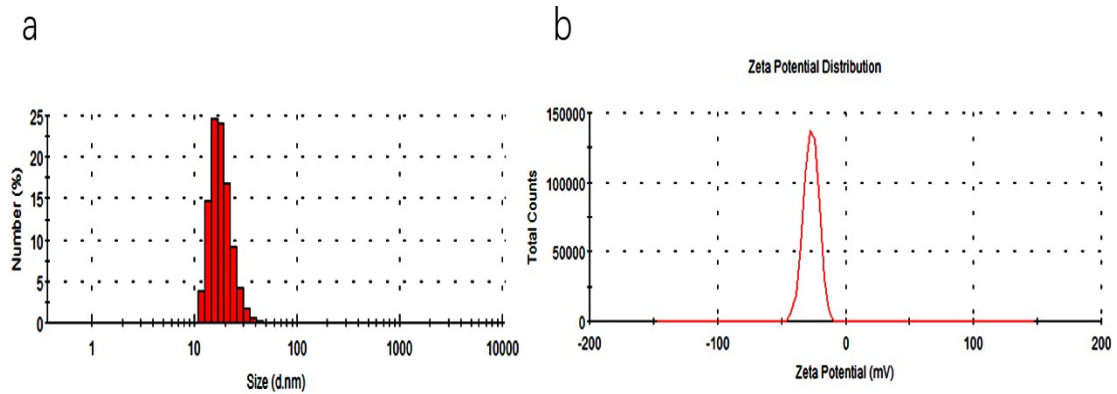 a
25
20
15
10
5
0
Number (%)
1
10
100
1000
10000
Size (d.nm)
b
Zeta Potential Distribution
150000
100000
50000
0
Total Counts
-200
-100
0
100
200
Zeta Potential (mV)